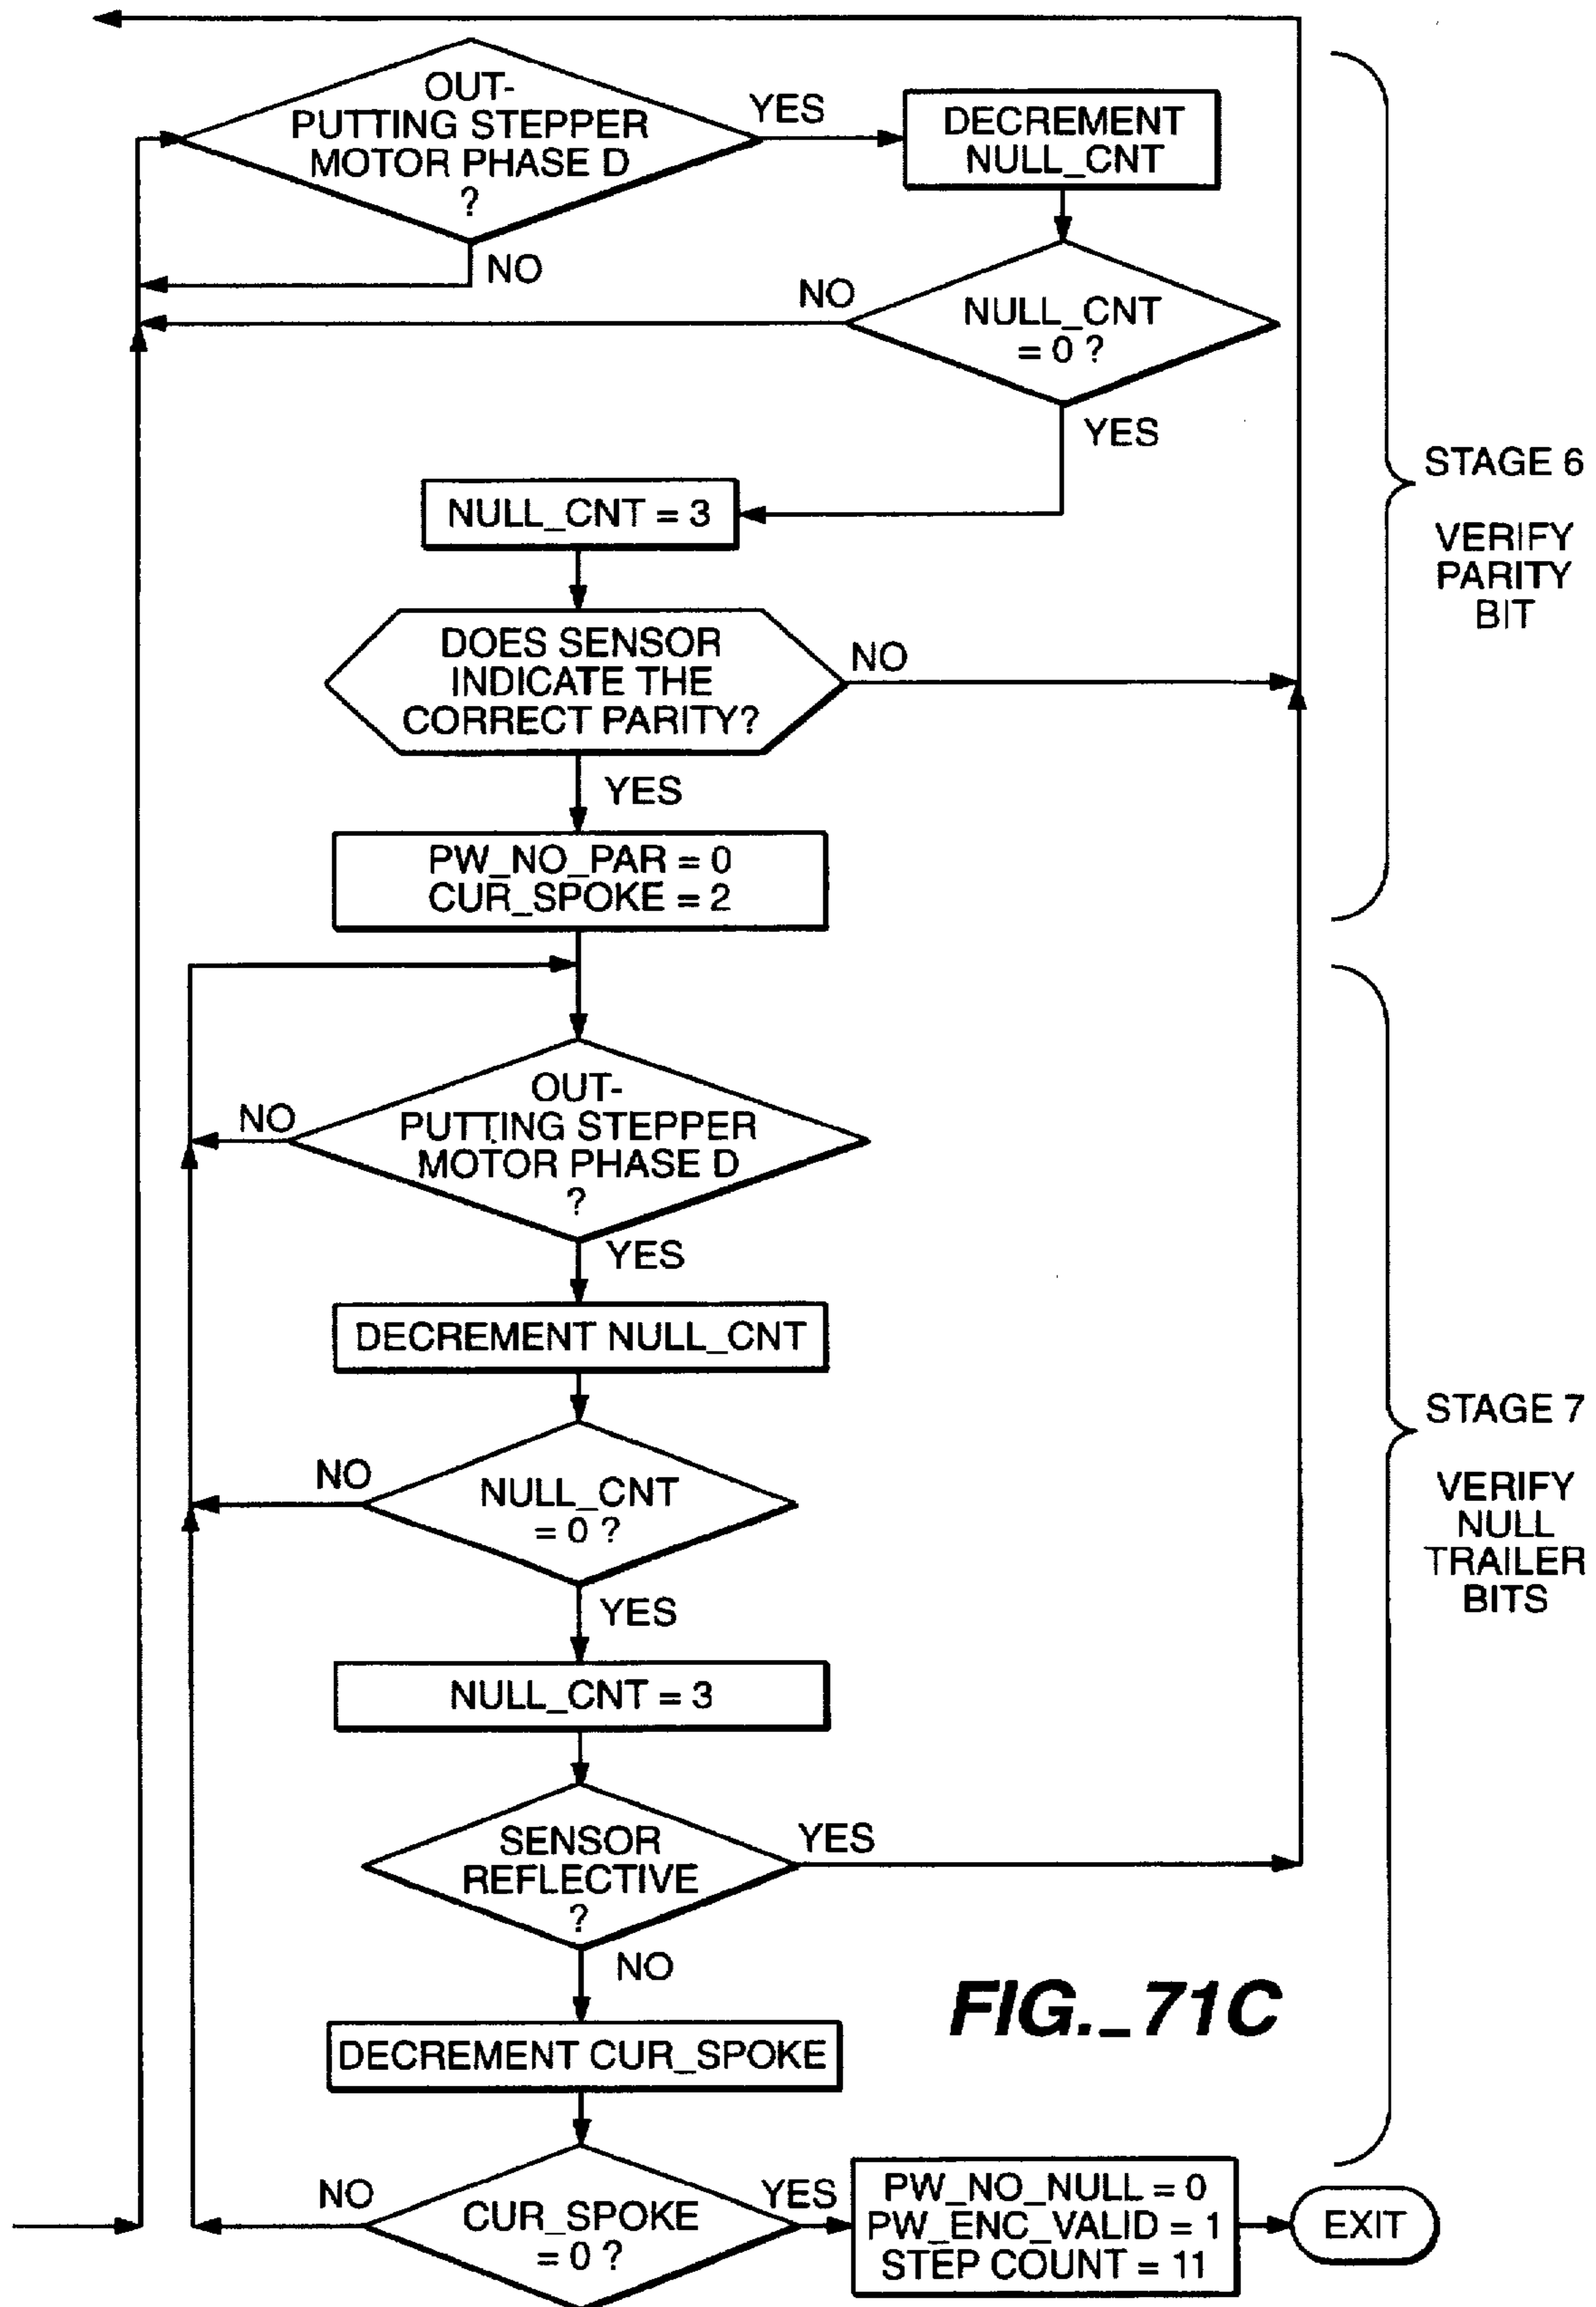 OUT-
PUTTING STEPPER
MOTOR PHASE D
?
YES
DECREMENT
NULL_CNT
NO
NO
NULL_CNT
= 0 ?
YES
NULL_CNT = 3
STAGE 6
VERIFY
PARITY
BIT
DOES SENSOR
INDICATE THE
CORRECT PARITY?
NO
YES
PW_NO_PAR = 0
CUR_SPOKE = 2
OUT-
PUTTING STEPPER
MOTOR PHASE D
?
NO
YES
DECREMENT NULL_CNT
STAGE 7
VERIFY
NULL
TRAILER
BITS
NO
NULL_CNT
= 0 ?
YES
NULL_CNT = 3
SENSOR
REFLECTIVE
?
YES
NO
FIG._71C
DECREMENT CUR_SPOKE
NO
CUR_SPOKE
= 0 ?
YES
PW_NO_NULL = 0
PW_ENC_VALID = 1
STEP COUNT = 11
EXIT